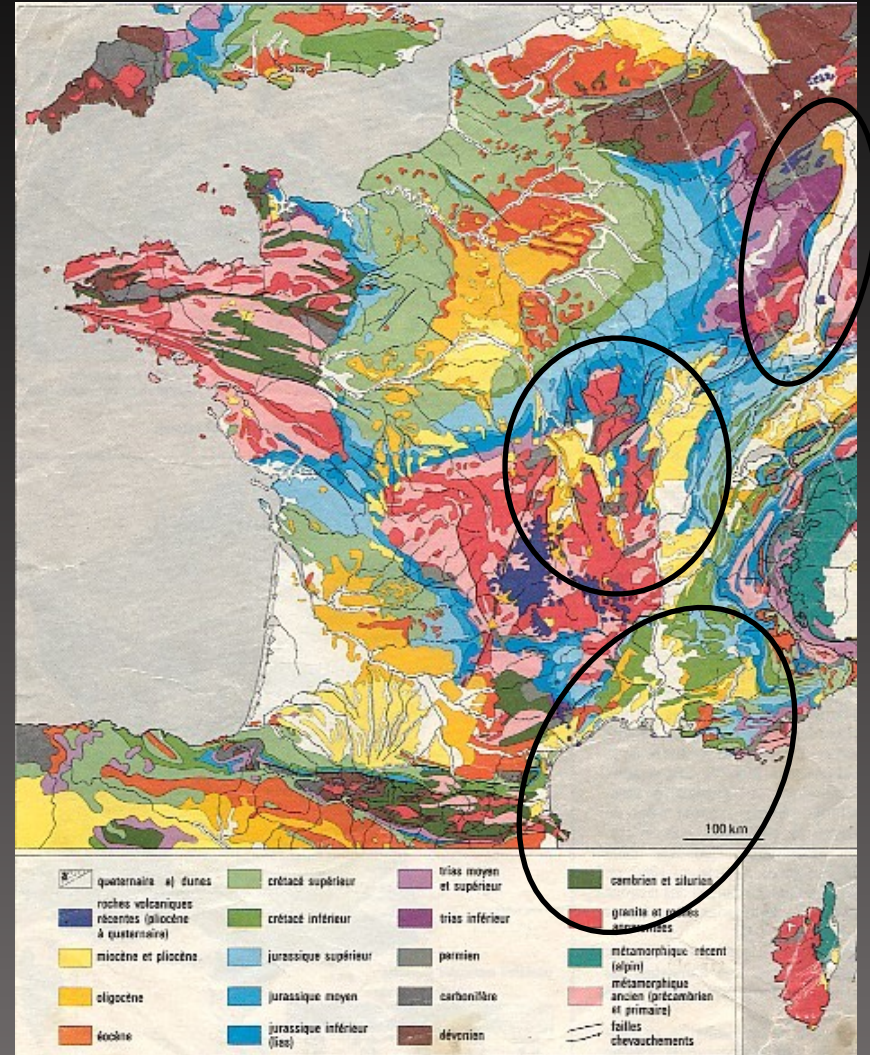 100 km
a
quaternaire a) dunes
roches volcaniques
récentes (pliocène
à quaternaire)
miocène et pliocène
oligocène
éocène
crétacé supérieur
crétacé inférieur
jurassique supérieur
jurassique moyen
jurassique inférieur
(lias)
trias moyen
et supérieur
trias inférieur
permien
carbonifère
dévonien
cambrien et silurien
granite et roches
métamorphique récent
(alpin)
métamorphique
ancien (précambrien
et primaire)
failles
chevauchements